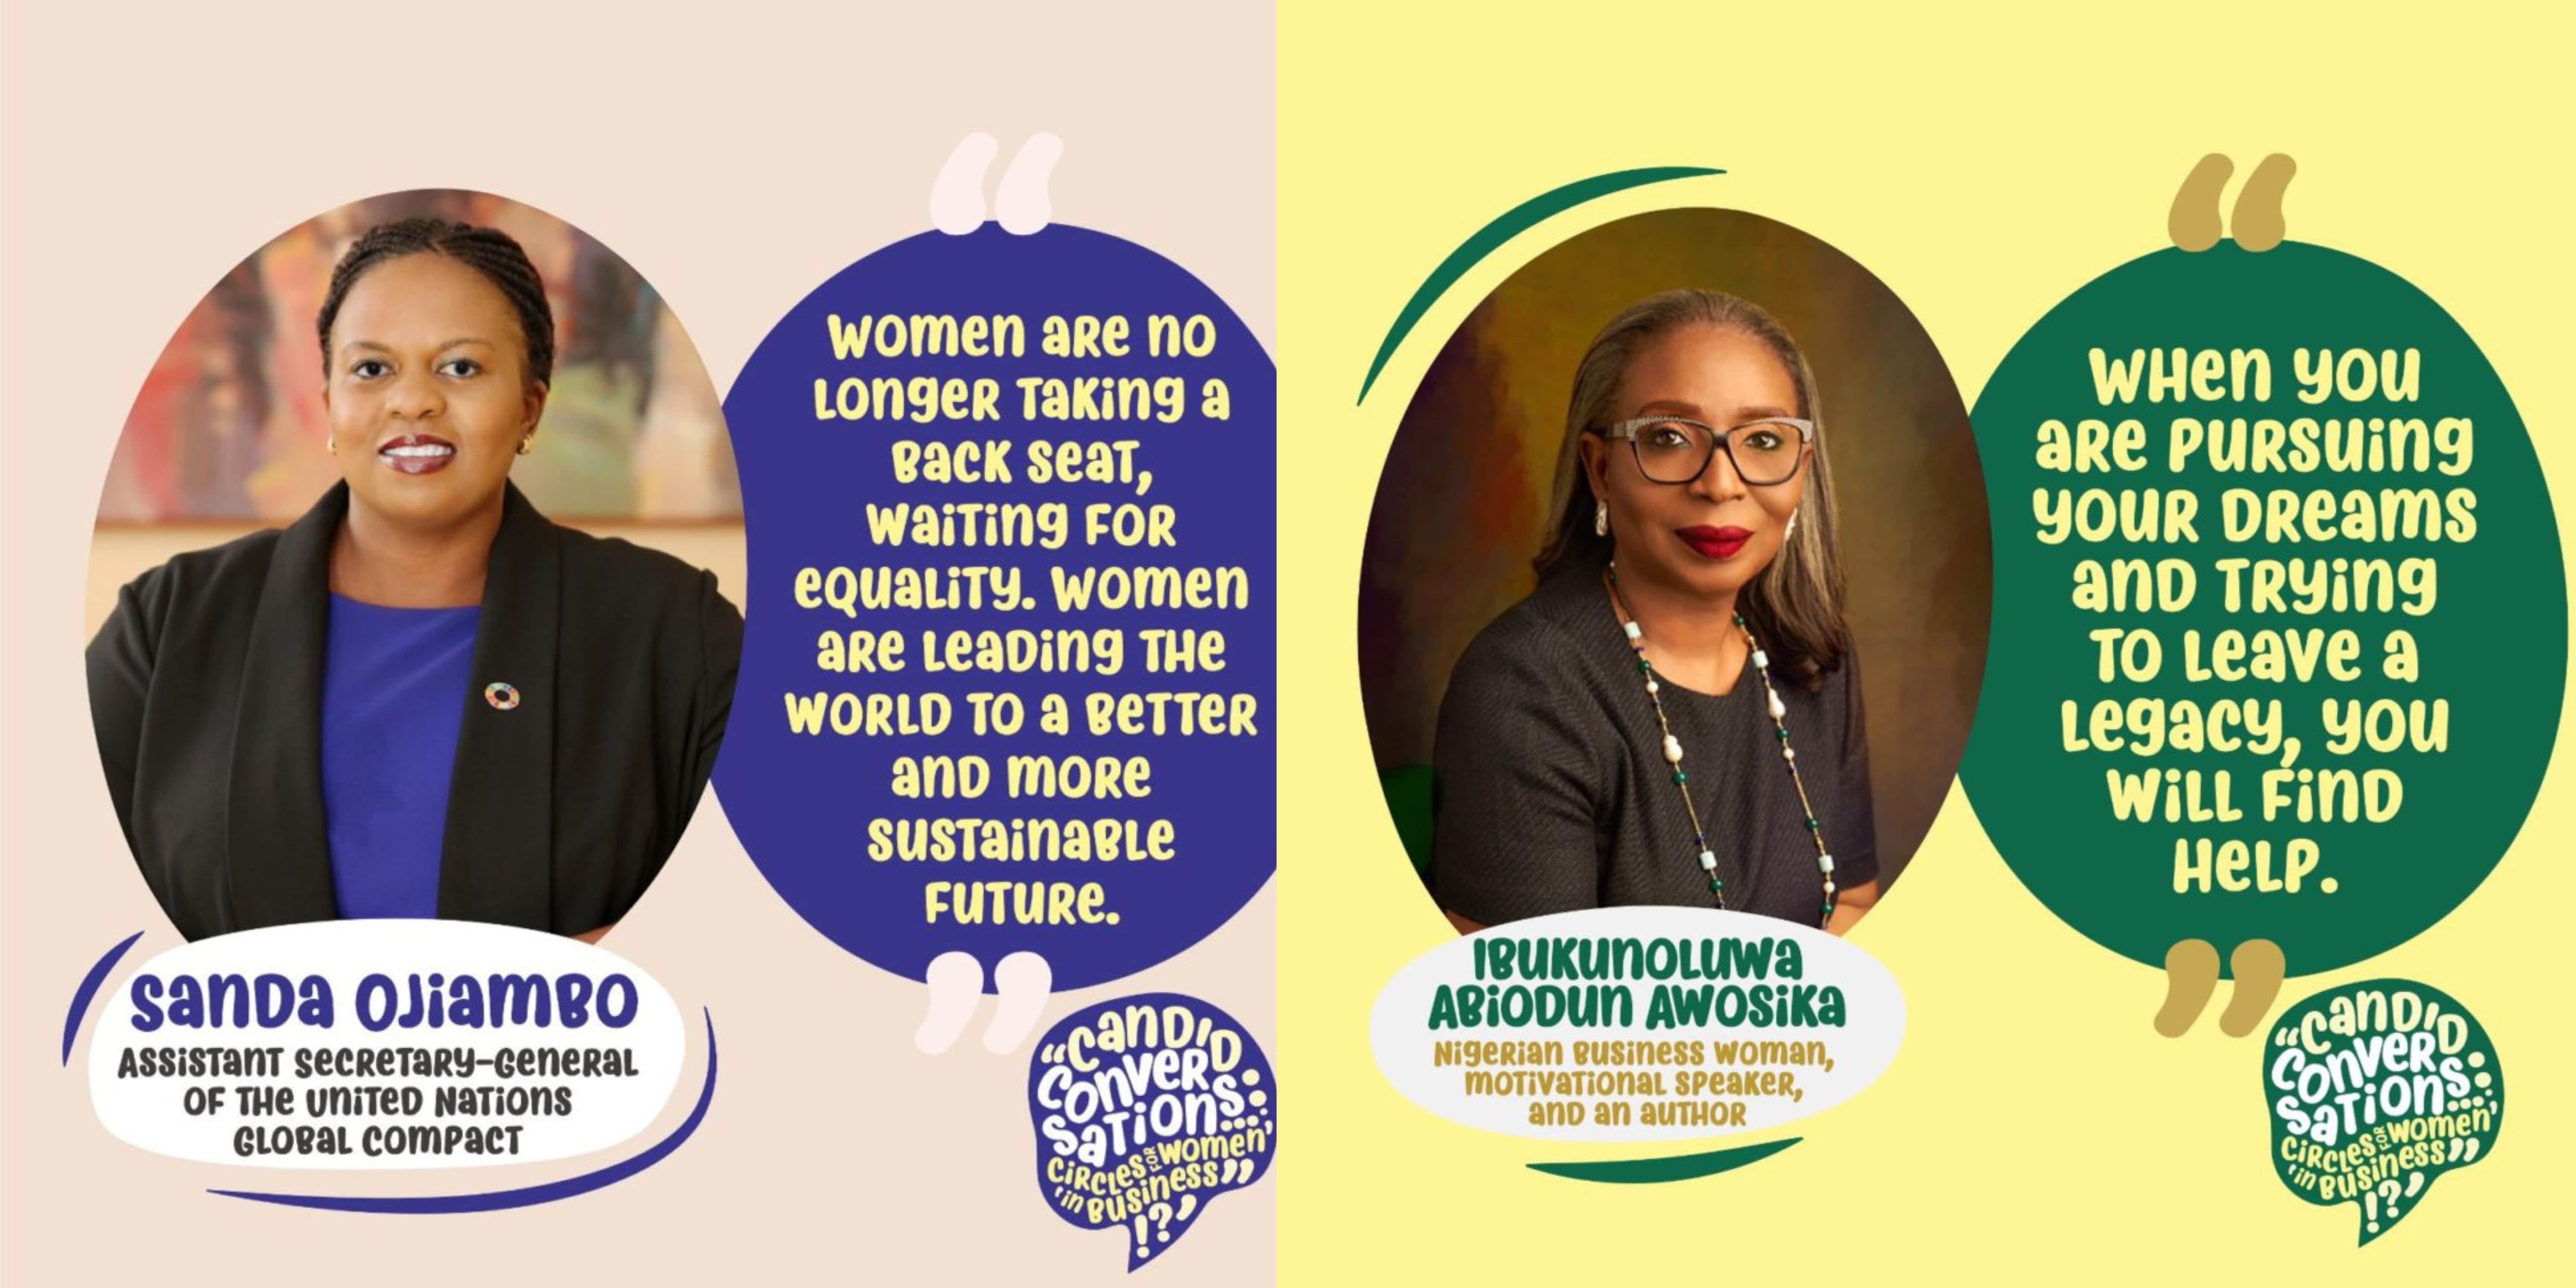 Women are no
longer taking a
back seat,
waiting for
equality. Women
are leading the
world to a better
and more
sustainable
future.
Sanda Ojiambo
Assistant Secretary-General
of the United Nations
Global Compact
“Candid
Conver
sations...
Circles for Women
in Business”
!?
When you
are pursuing
your dreams
and trying
to leave a
legacy, you
will find
help.
Ibukunoluwa
Abiodun Awosika
Nigerian Business woman,
motivational speaker,
and an author
“Candid
Conver
sations...
Circles for Women
in Business”
!?